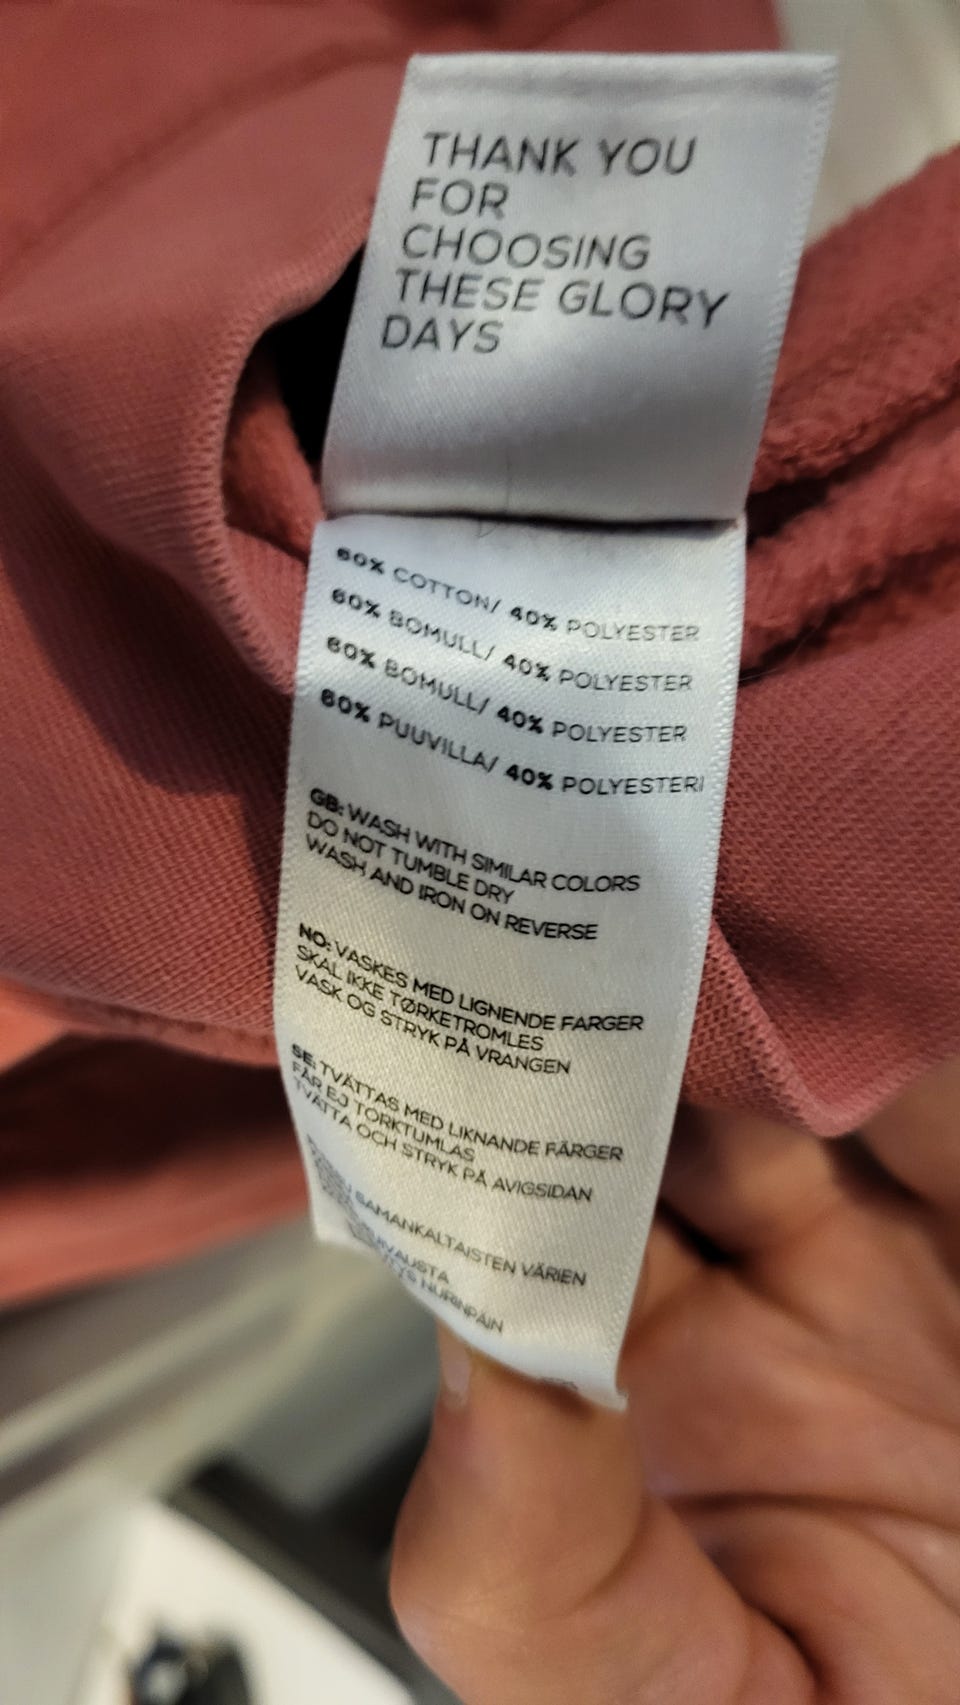 THANK YOU
FOR
CHOOSING
THESE GLORY
DAYS
60% COTTON/ 40% POLYESTER
60% BOMULL/ 40% POLYESTER
60% BOMULL/ 40% POLYESTER
60% PUUVILLA/ 40% POLYESTERI
GB: WASH WITH SIMILAR COLORS
DO NOT TUMBLE DRY
WASH AND IRON ON REVERSE
NO: VASKES MED LIGNENDE FARGER
SKAL IKKE TØRKETROMLES
VASK OG STRYK PÅ VRANGEN
SE: TVÄTTAS MED LIKNANDE FÄRGER
FÅR EJ TORKTUMLAS
TVÄTTA OCH STRYK PÅ AVIGSIDAN
SAMANKALTAISTEN VÄRIEN
NURINPÄIN